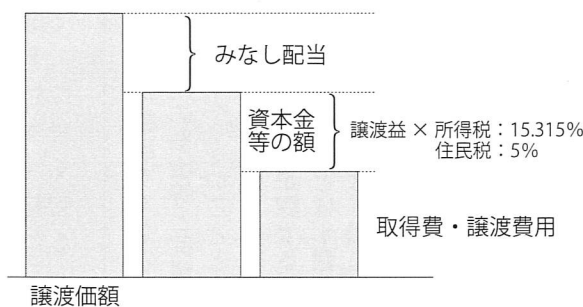 みなし配当
資本金
等の額
譲渡益 × 所得税：15.315%
住民税：5%
取得費・譲渡費用
譲渡価額